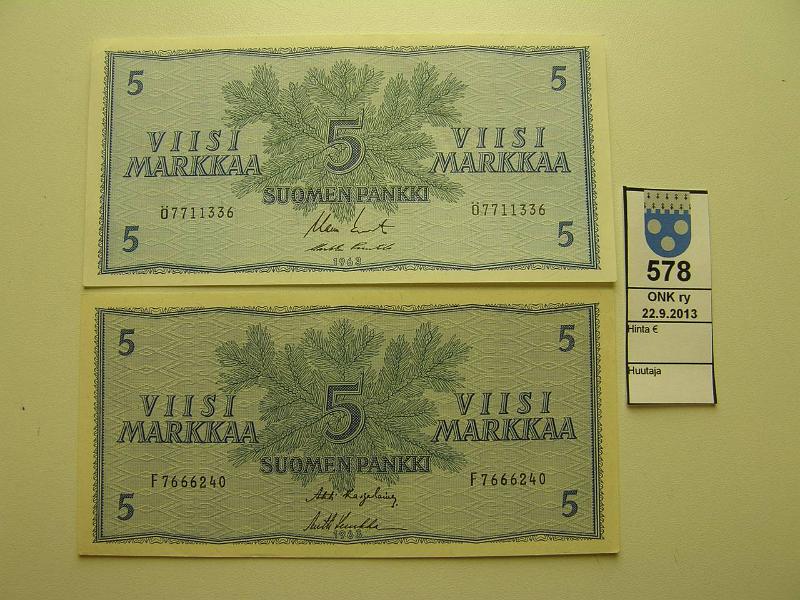 5 5
5
VIISI VIISI
MARKKAA MARKKAA
SUOMEN PANKKI
Ö7711336 Ö7711336
5 5
1963
5 5
5
VIISI VIISI
MARKKAA MARKKAA
SUOMEN PANKKI
F7666240 F7666240
5 5
1963
578
ONK ry
22.9.2013
Hinta €
Huutaja